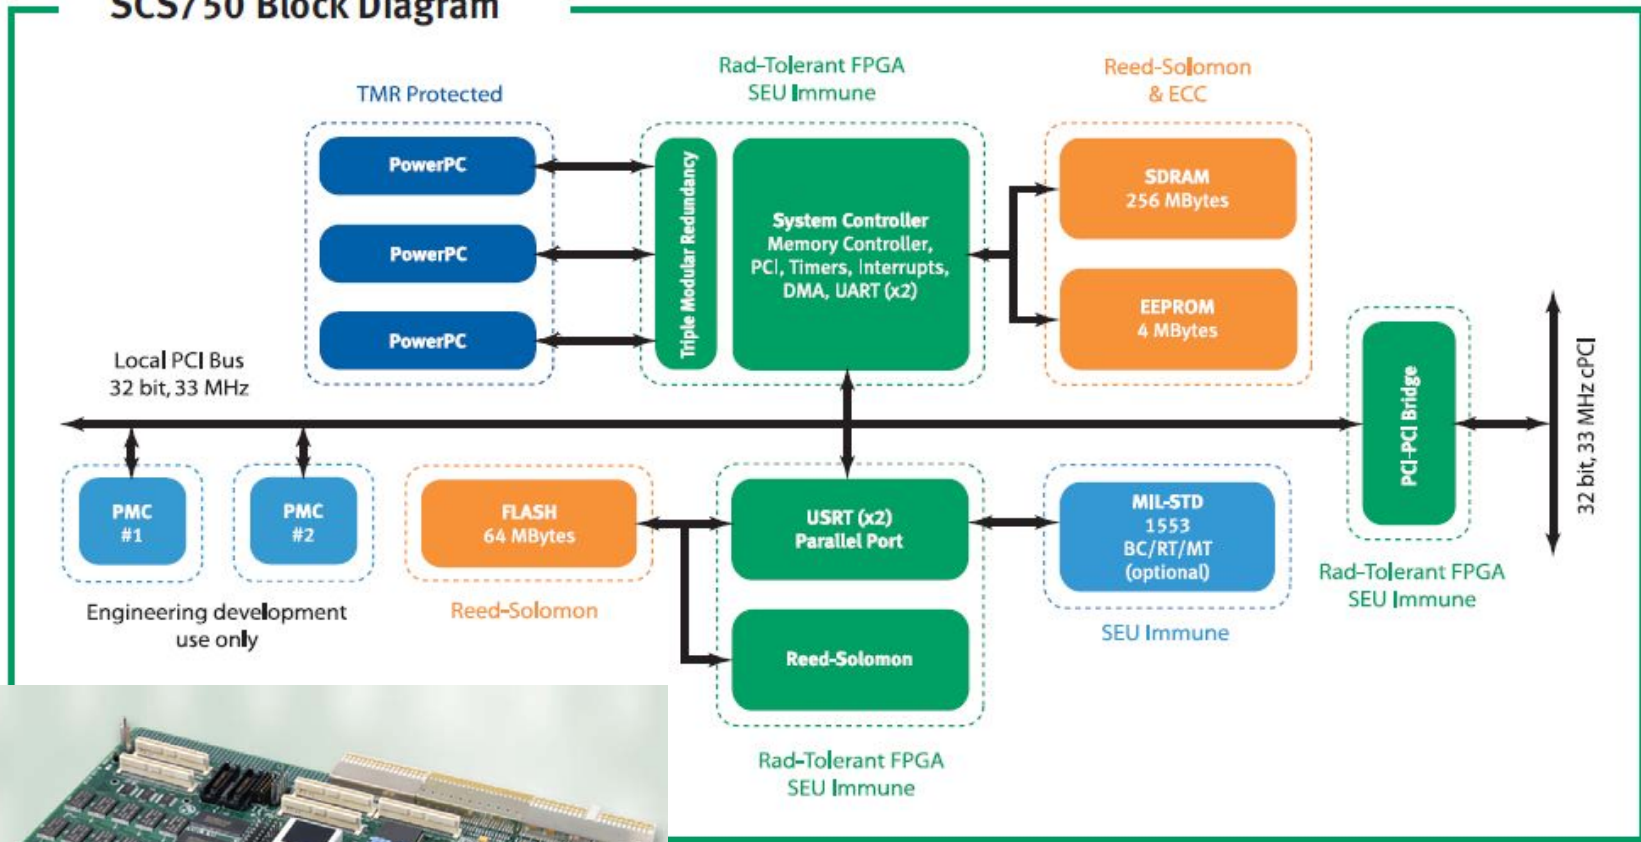 SCS750 Block Diagram
TMR Protected
Rad-Tolerant FPGA
SEU Immune
Reed-Solomon
& ECC
PowerPC
PowerPC
PowerPC
Triple Modular Redundancy
System Controller
Memory Controller,
PCI, Timers, Interrupts,
DMA, UART (x2)
SDRAM
256 MBytes
EEPROM
4 MBytes
Local PCI Bus
32 bit, 33 MHz
PCI-PCI Bridge
32 bit, 33 MHz cPCI
Rad-Tolerant FPGA
SEU Immune
PMC
#1
PMC
#2
Engineering development
use only
FLASH
64 MBytes
Reed-Solomon
USRT (x2)
Parallel Port
Reed-Solomon
Rad-Tolerant FPGA
SEU Immune
MIL-STD
1553
BC/RT/MT
(optional)
SEU Immune